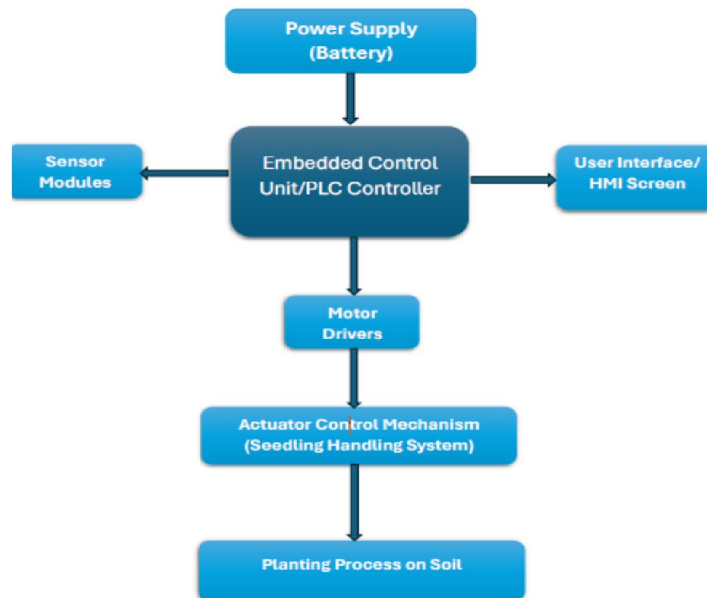 Power Supply
(Battery)
Sensor
Modules
Embedded Control
Unit/PLC Controller
User Interface/
HMI Screen
Motor
Drivers
Actuator Control Mechanism
(Seedling Handling System)
Planting Process on Soil